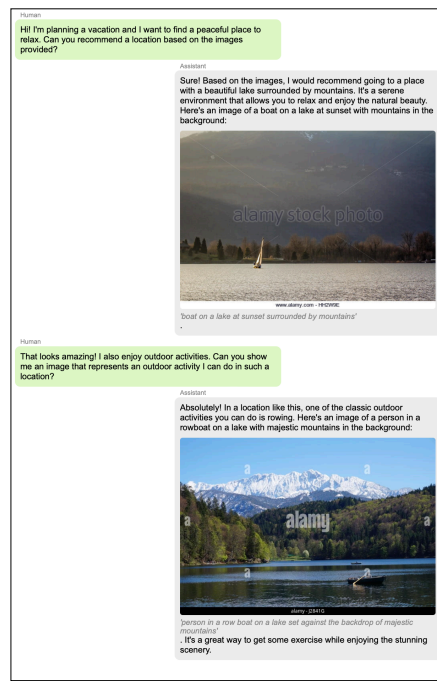 Human
Hi! I'm planning a vacation and I want to find a peaceful place to
relax. Can you recommend a location based on the images
provided?
Assistant
Sure! Based on the images, I would recommend going to a place
with a beautiful lake surrounded by mountains. It's a serene
environment that allows you to relax and enjoy the natural beauty.
Here's an image of a boat on a lake at sunset with mountains in the
background:
alamy stock photo
www.alamy.com - HH2W9E
'boat on a lake at sunset surrounded by mountains'
.
Human
That looks amazing! I also enjoy outdoor activities. Can you show
me an image that represents an outdoor activity I can do in such a
location?
Assistant
Absolutely! In a location like this, one of the classic outdoor
activities you can do is rowing. Here's an image of a person in a
rowboat on a lake with majestic mountains in the background:
a a
a alamy a
a a
alamy - J2841G
'person in a row boat on a lake set against the backdrop of majestic
mountains'
. It's a great way to get some exercise while enjoying the stunning
scenery.